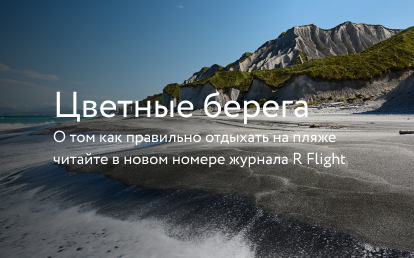 Цветные берега
О том как правильно отдыхать на пляже
читайте в новом номере журнала R Flight